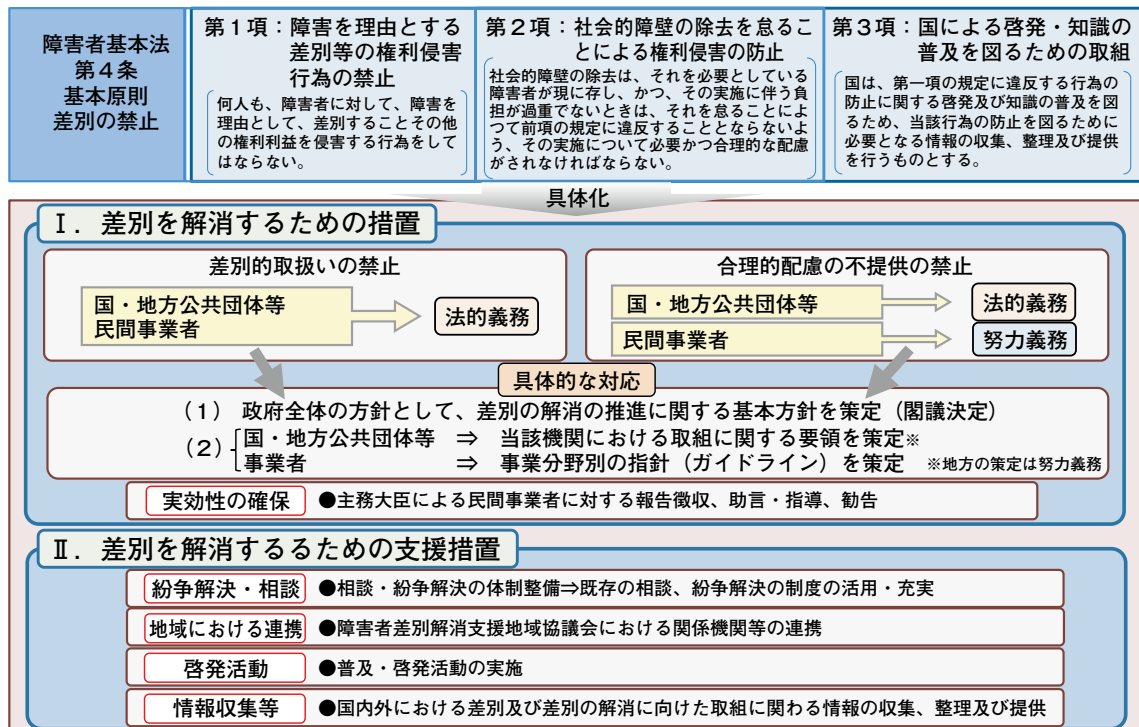 障害者基本法
第4条
基本原則
差別の禁止
第1項：障害を理由とする
差別等の権利侵害
行為の禁止
何人も、障害者に対して、障害を
理由として、差別することその他
の権利利益を侵害する行為をして
はならない。
第2項：社会的障壁の除去を怠るこ
とによる権利侵害の防止
社会的障壁の除去は、それを必要としている
障害者が現に存し、かつ、その実施に伴う負
担が過重でないときは、それを怠ることによ
つて前項の規定に違反することとならないよ
う、その実施について必要かつ合理的な配慮
がされなければならない。
第3項：国による啓発・知識の
普及を図るための取組
国は、第一項の規定に違反する行為の
防止に関する啓発及び知識の普及を図
るため、当該行為の防止を図るために
必要となる情報の収集、整理及び提供
を行うものとする。
具体化
Ⅰ．差別を解消するための措置
差別的取扱いの禁止
国・地方公共団体等
民間事業者
法的義務
合理的配慮の不提供の禁止
国・地方公共団体等
法的義務
民間事業者
努力義務
具体的な対応
（1）　政府全体の方針として、差別の解消の推進に関する基本方針を策定（閣議決定）
（2）国・地方公共団体等　⇒　当該機関における取組に関する要領を策定※
事業者　⇒　事業分野別の指針（ガイドライン）を策定　※地方の策定は努力義務
実効性の確保　●主務大臣による民間事業者に対する報告徴収、助言・指導、勧告
Ⅱ．差別を解消するるための支援措置
紛争解決・相談　●相談・紛争解決の体制整備⇒既存の相談、紛争解決の制度の活用・充実
地域における連携　●障害者差別解消支援地域協議会における関係機関等の連携
啓発活動　●普及・啓発活動の実施
情報収集等　●国内外における差別及び差別の解消に向けた取組に関わる情報の収集、整理及び提供